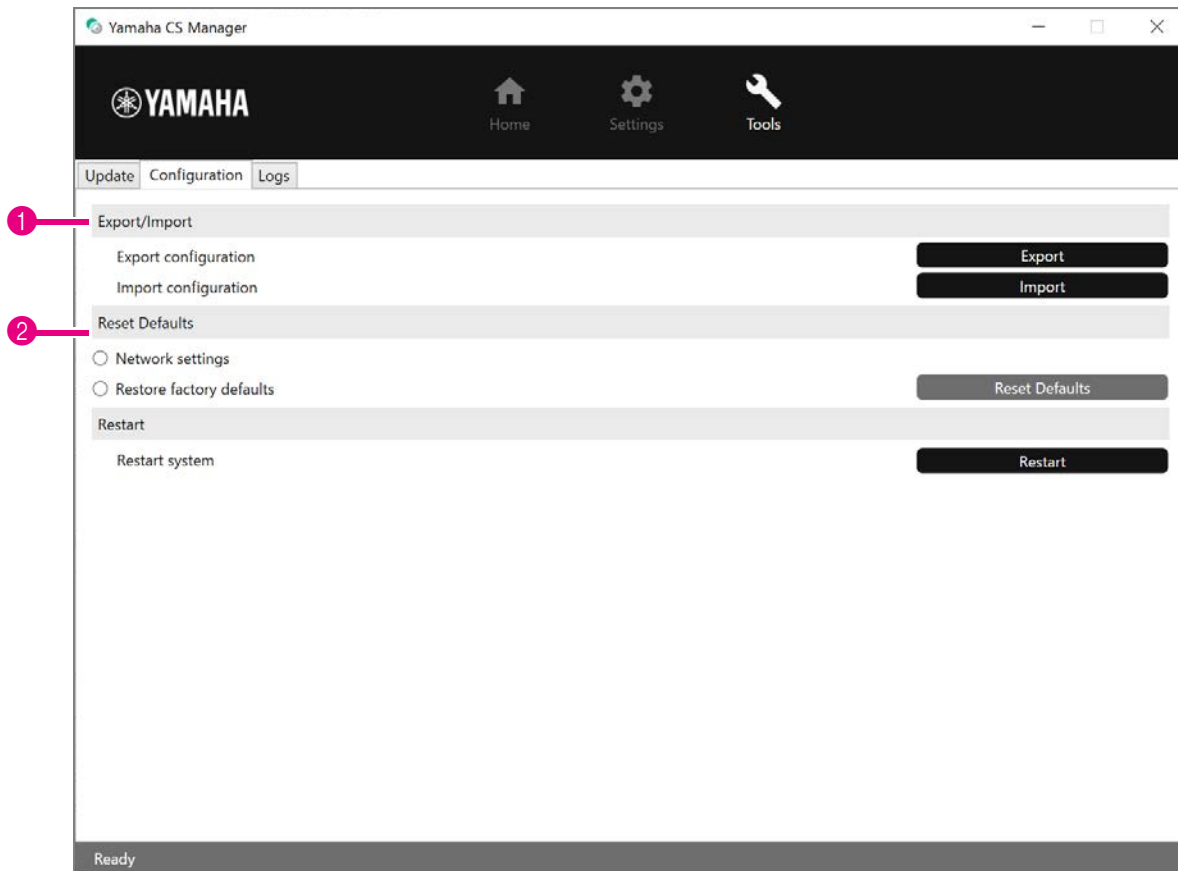 Yamaha CS Manager
YAMAHA
Home
Settings
Tools
Update
Configuration
Logs
1
Export/Import
Export configuration
Export
Import configuration
Import
2
Reset Defaults
Network settings
Restore factory defaults
Reset Defaults
Restart
Restart system
Restart
Ready